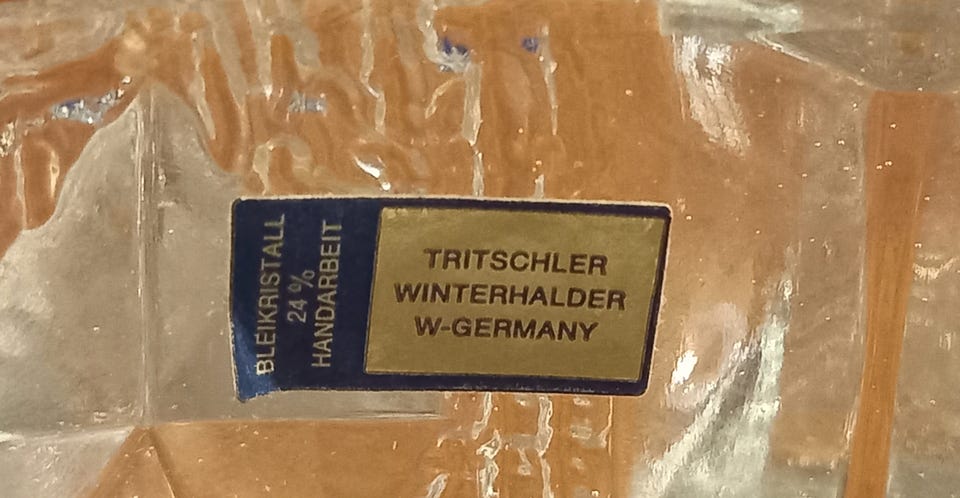 BLEIKRISTALL
24 %
HANDARBEIT
TRITSCHLER
WINTERHALDER
W-GERMANY